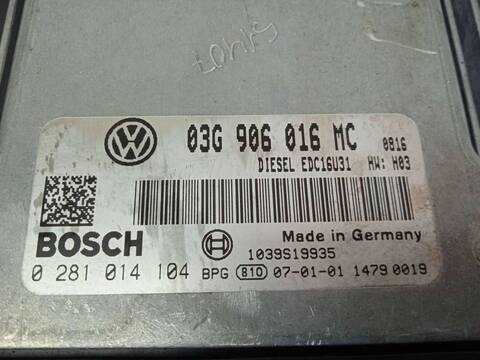 03G 906 016 MC 0816
DIESEL EDC16U31 HW: H03
BOSCH
Made in Germany
1039S19935
0 281 014 104 BPG 810 07-01-01 1479 0019